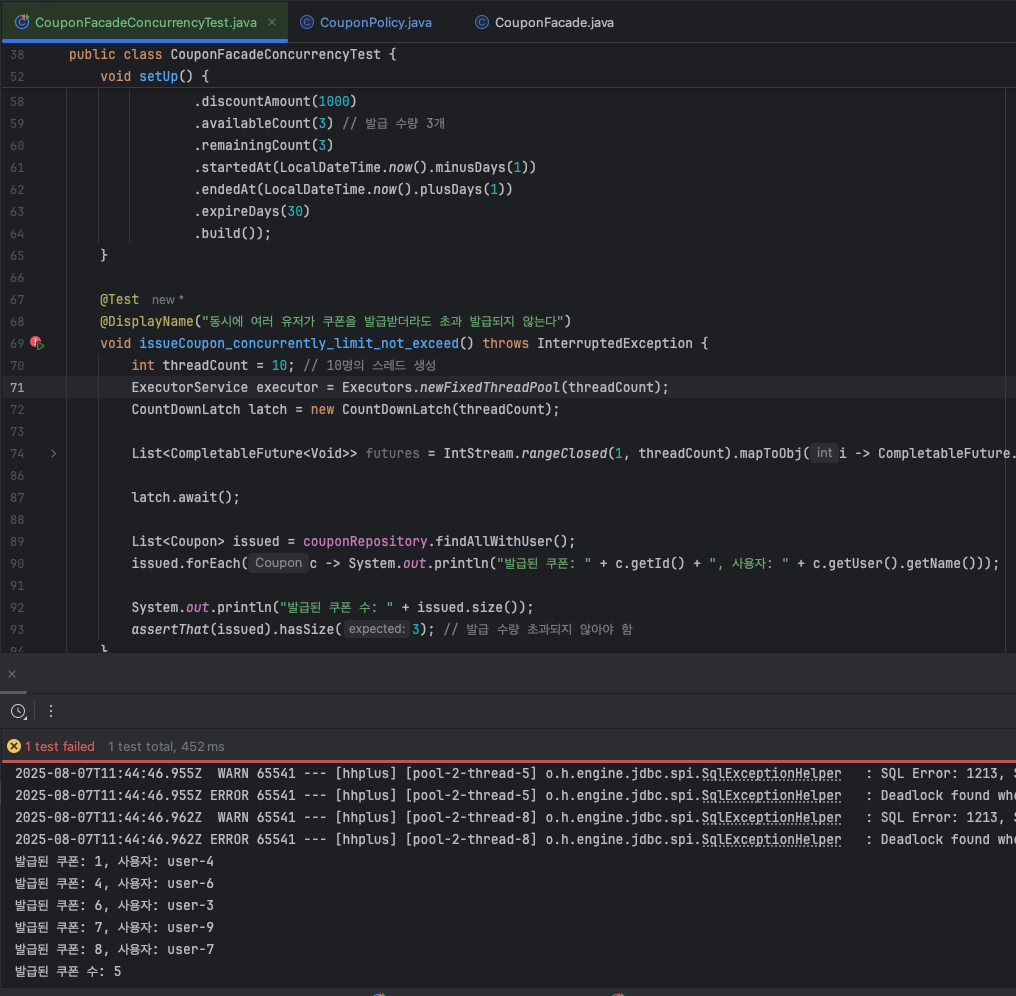 CouponFacadeConcurrencyTest.java × CouponPolicy.java CouponFacade.java
38 public class CouponFacadeConcurrencyTest {
52 void setUp() {
58 .discountAmount(1000)
59 .availableCount(3) // 발급 수량 3개
60 .remainingCount(3)
61 .startedAt(LocalDateTime.now().minusDays(1))
62 .endedAt(LocalDateTime.now().plusDays(1))
63 .expireDays(30)
64 .build());
65 }
66
67 @Test new *
68 @DisplayName("동시에 여러 유저가 쿠폰을 발급받더라도 초과 발급되지 않는다")
69 void issueCoupon_concurrently_limit_not_exceed() throws InterruptedException {
70 int threadCount = 10; // 10명의 스레드 생성
71 ExecutorService executor = Executors.newFixedThreadPool(threadCount);
72 CountDownLatch latch = new CountDownLatch(threadCount);
73
74 List<CompletableFuture<Void>> futures = IntStream.rangeClosed(1, threadCount).mapToObj( int i -> CompletableFuture.
86
87 latch.await();
88
89 List<Coupon> issued = couponRepository.findAllWithUser();
90 issued.forEach( Coupon c -> System.out.println("발급된 쿠폰: " + c.getId() + ", 사용자: " + c.getUser().getName()));
91
92 System.out.println("발급된 쿠폰 수: " + issued.size());
93 assertThat(issued).hasSize( expected: 3); // 발급 수량 초과되지 않아야 함
94 }
×
1 test failed 1 test total, 452 ms
2025-08-07T11:44:46.955Z WARN 65541 --- [hhplus] [pool-2-thread-5] o.h.engine.jdbc.spi.SqlExceptionHelper : SQL Error: 1213,
2025-08-07T11:44:46.955Z ERROR 65541 --- [hhplus] [pool-2-thread-5] o.h.engine.jdbc.spi.SqlExceptionHelper : Deadlock found
2025-08-07T11:44:46.962Z WARN 65541 --- [hhplus] [pool-2-thread-8] o.h.engine.jdbc.spi.SqlExceptionHelper : SQL Error: 1213,
2025-08-07T11:44:46.962Z ERROR 65541 --- [hhplus] [pool-2-thread-8] o.h.engine.jdbc.spi.SqlExceptionHelper : Deadlock found
발급된 쿠폰: 1, 사용자: user-4
발급된 쿠폰: 4, 사용자: user-6
발급된 쿠폰: 6, 사용자: user-3
발급된 쿠폰: 7, 사용자: user-9
발급된 쿠폰: 8, 사용자: user-7
발급된 쿠폰 수: 5